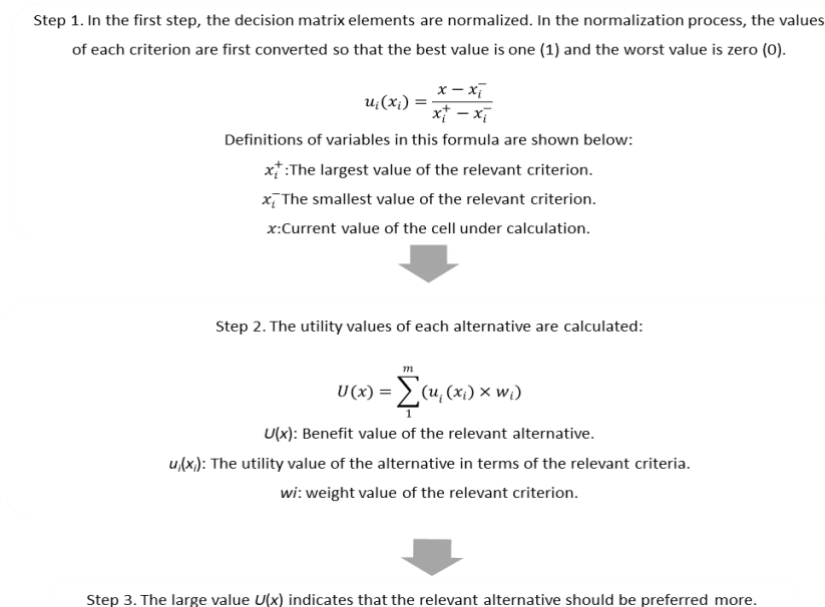 Step 1. In the first step, the decision matrix elements are normalized. In the normalization process, the values
of each criterion are first converted so that the best value is one (1) and the worst value is zero (0).
uᵢ(xᵢ) = (x − xᵢ⁻) / (xᵢ⁺ − xᵢ⁻)
Definitions of variables in this formula are shown below:
xᵢ⁺:The largest value of the relevant criterion.
xᵢ⁻The smallest value of the relevant criterion.
x:Current value of the cell under calculation.
Step 2. The utility values of each alternative are calculated:
U(x) = ∑₁ᵐ (uᵢ (xᵢ) × wᵢ)
U(x): Benefit value of the relevant alternative.
uᵢ(xᵢ): The utility value of the alternative in terms of the relevant criteria.
wi: weight value of the relevant criterion.
Step 3. The large value U(x) indicates that the relevant alternative should be preferred more.